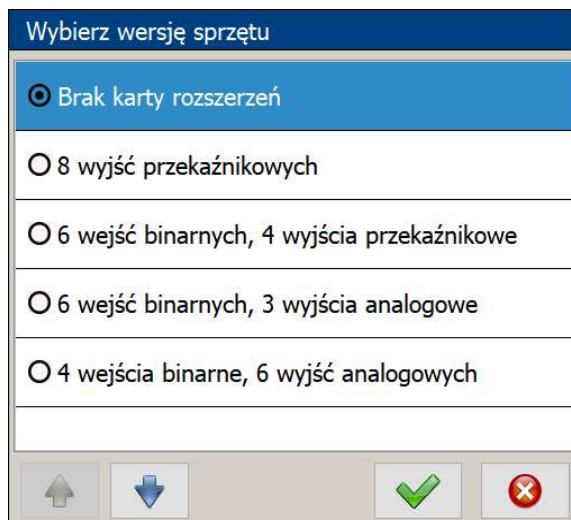 Wybierz wersję sprzętu
Brak karty rozszerzeń
8 wyjść przekaźnikowych
6 wejść binarnych, 4 wyjścia przekaźnikowe
6 wejść binarnych, 3 wyjścia analogowe
4 wejścia binarne, 6 wyjść analogowych